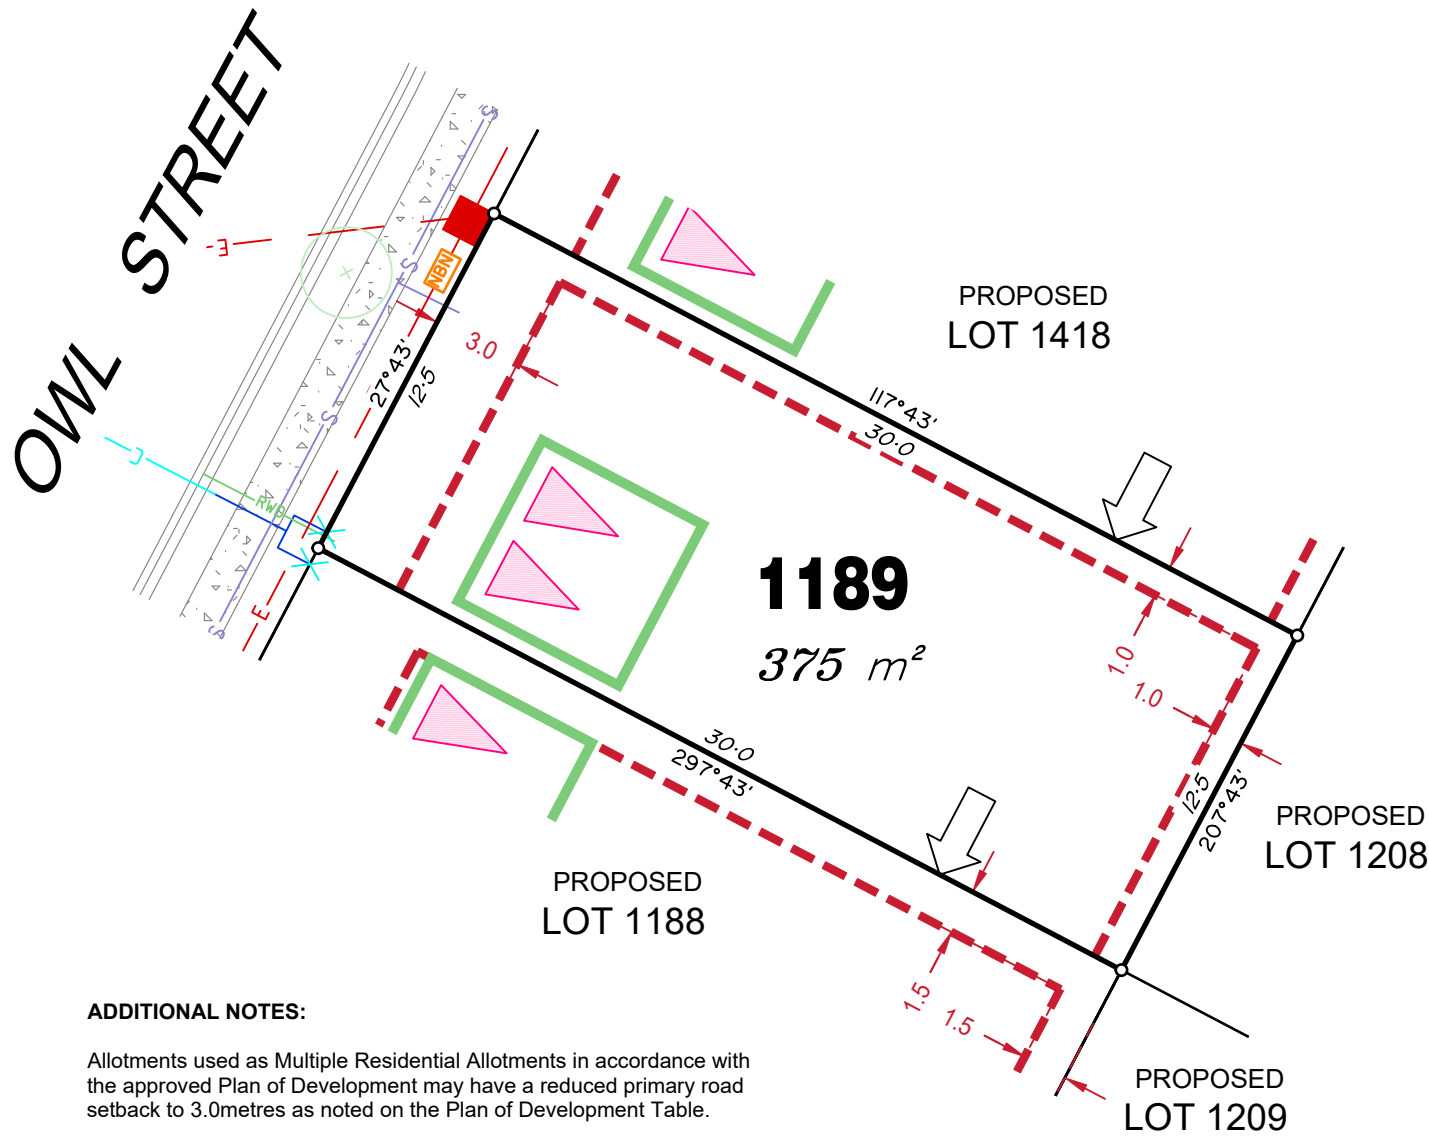 OWL STREET
S
E
NBN
S
3.0
27°43'
12·5
S
C
RWS
E
S
PROPOSED
LOT 1418
117°43'
30·0
1189
375 m²
1.0
1.0
12·5
207°43'
30·0
297°43'
PROPOSED
LOT 1208
PROPOSED
LOT 1188
1.5
1.5
PROPOSED
LOT 1209
ADDITIONAL NOTES:
Allotments used as Multiple Residential Allotments in accordance with
the approved Plan of Development may have a reduced primary road
setback to 3.0metres as noted on the Plan of Development Table.